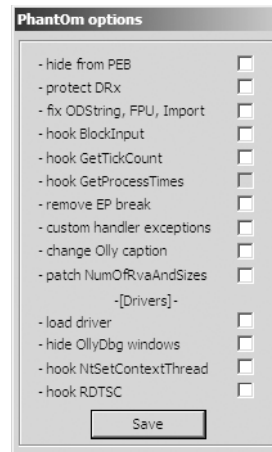 PhantOm options
- hide from PEB
- protect DRx
- fix ODString, FPU, Import
- hook BlockInput
- hook GetTickCount
- hook GetProcessTimes
- remove EP break
- custom handler exceptions
- change Olly caption
- patch NumOfRvaAndSizes
-[Drivers]-
- load driver
- hide OllyDbg windows
- hook NtSetContextThread
- hook RDTSC
Save